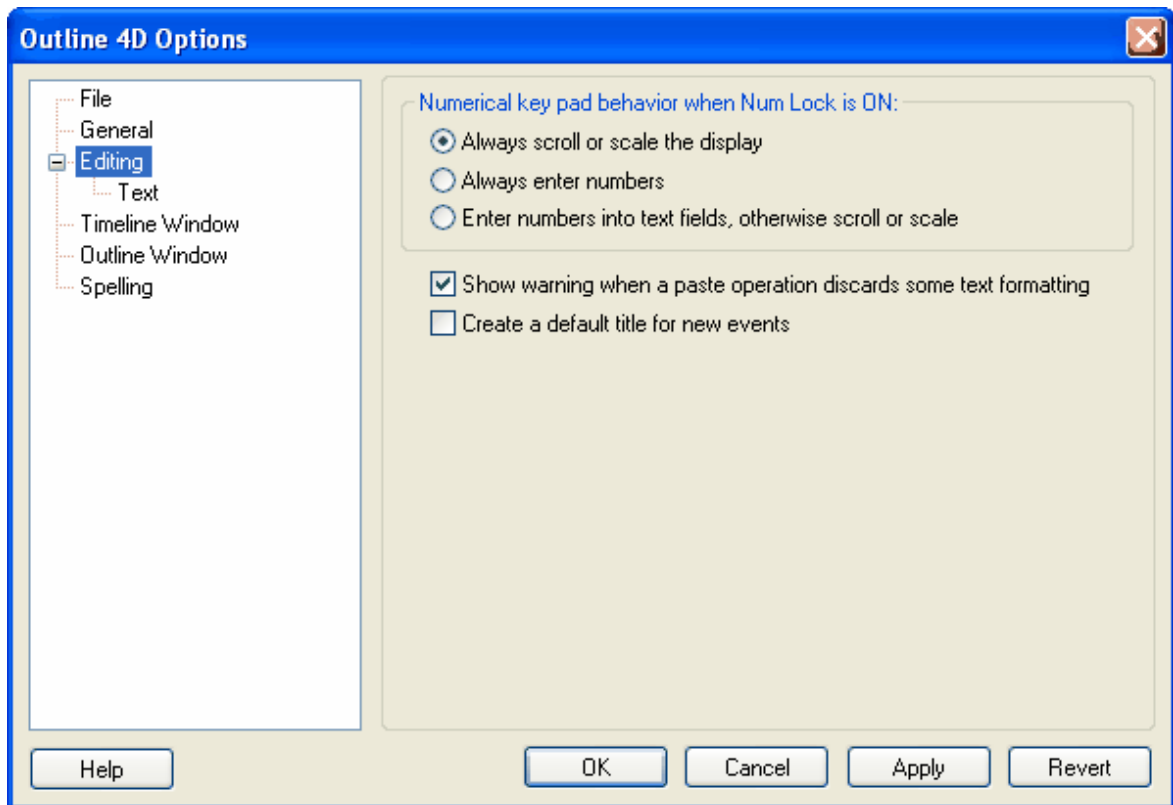 Outline 4D Options
File
General
Editing
Text
Timeline Window
Outline Window
Spelling
Numerical key pad behavior when Num Lock is ON:
Always scroll or scale the display
Always enter numbers
Enter numbers into text fields, otherwise scroll or scale
Show warning when a paste operation discards some text formatting
Create a default title for new events
Help
OK
Cancel
Apply
Revert